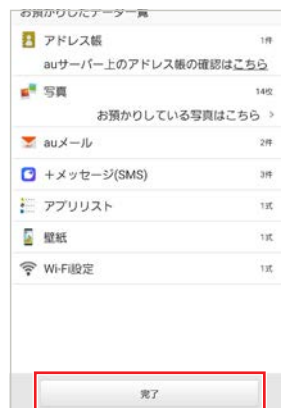 お預かりしたデータ一覧
アドレス帳 1件
auサーバー上のアドレス帳の確認はこちら
写真 14枚
お預かりしている写真はこちら >
auメール 2件
+メッセージ(SMS) 3件
アプリリスト 1式
壁紙 1式
Wi-Fi設定 1式
完了